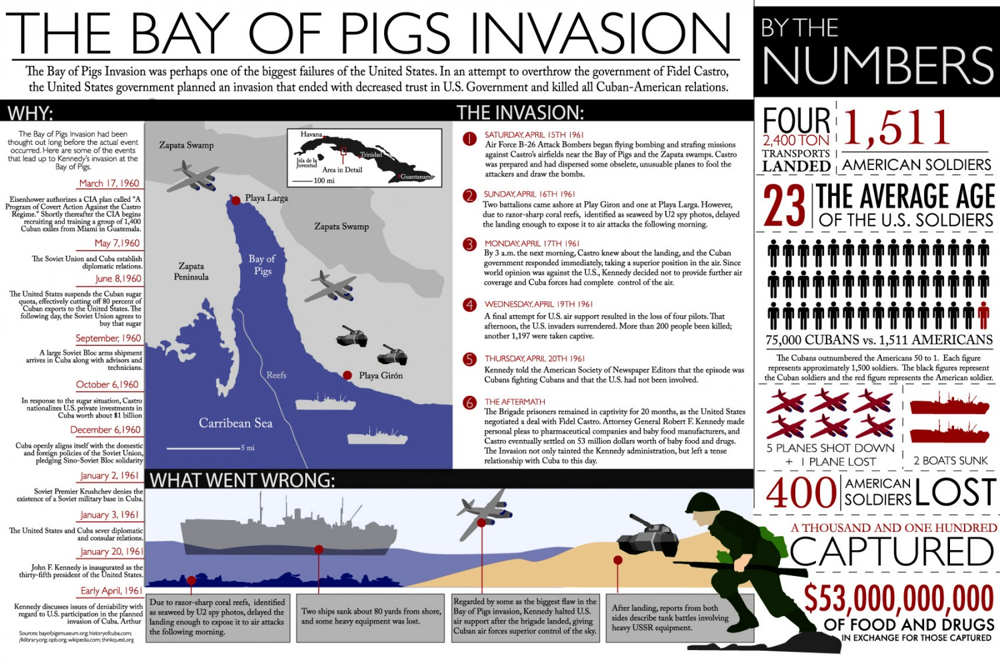 THE BAY OF PIGS INVASION
The Bay of Pigs Invasion was perhaps one of the biggest failures of the United States. In an attempt to overthrow the government of Fidel Castro,
the United States government planned an invasion that ended with decreased trust in U.S. Government and killed all Cuban-American relations.
WHY:
The Bay of Pigs Invasion had been
thought out long before the actual event
occurred. Here are some of the events
that lead up to Kennedy's invasion at the
Bay of Pigs.
March 17, 1960
Eisenhower authorizes a CIA plan called "A
Program of Covert Action Against the Castro
Regime." Shortly thereafter the CIA begins
recruiting and training a group of 1,400
Cuban exiles from Miami in Guatemala.
May 7,1960
The Soviet Union and Cuba establish
diplomatic relations.
June 8,1960
The United States suspends the Cuban sugar
quota, effectively cutting off 80 percent of
Cuban exports to the United States. The
following day, the Soviet Union agrees to
buy that sugar
September, 1960
A large Soviet Bloc arms shipment
arrives in Cuba along with advisors and
technicians.
October 6,1960
In response to the sugar situation, Castro
nationalizes U.S. private investments in
Cuba worth about $1 billion
December 6,1960
Cuba openly aligns itself with the domestic
and foreign policies of the Soviet Union,
pledging Sino-Soviet Bloc solidarity
January 2, 1961
Soviet Premier Krushchev denies the
existence of a Soviet military base in Cuba.
January 3, 1961
The United States and Cuba sever diplomatic
and consular relations.
January 20, 1961
John F. Kennedy is inaugurated as the
thirty-fifth president of the United States.
Early April, 1961
Kennedy discusses issues of deniability with
regard to U.S. participation in the planned
invasion of Cuba. Arthur
Sources: bayofpigsmuseum.org; historyofcuba.com;
jfklibrary.org; opb.org; wikipedia.com; thinkquest.org
Zapata Swamp
Havana
Isla de la
Juventud
Trinidad
Area in Detail
Guantanamo
100 mi
Playa Larga
Zapata Swamp
Bay of
Pigs
Zapata
Peninsula
Reefs
Playa Girón
Carribean Sea
5 mi
THE INVASION:
1 SATURDAY, APRIL 15TH 1961
Air Force B-26 Attack Bombers began flying bombing and strafing missions
against Castro's airfields near the Bay of Pigs and the Zapata swamps. Castro
was prepared and had dispersed some obselete, unusable planes to fool the
attackers and draw the bombs.
2 SUNDAY, APRIL 16TH 1961
Two battalions came ashore at Play Giron and one at Playa Larga. However,
due to razor-sharp coral reefs, identified as seaweed by U2 spy photos, delayed
the landing enough to expose it to air attacks the following morning.
3 MONDAY, APRIL 17TH 1961
By 3 a.m. the next morning, Castro knew about the landing, and the Cuban
government responded immediately, taking a superior position in the air. Since
world opinion was against the U.S., Kennedy decided not to provide further air
coverage and Cuba forces had complete control of the air.
4 WEDNESDAY, APRIL 19TH 1961
A final attempt for U.S. air support resulted in the loss of four pilots. That
afternoon, the U.S. invaders surrendered. More than 200 people been killed;
another 1,197 were taken captive.
5 THURSDAY, APRIL 20TH 1961
Kennedy told the American Society of Newspaper Editors that the episode was
Cubans fighting Cubans and that the U.S. had not been involved.
6 THE AFTERMATH
The Brigade prisoners remained in captivity for 20 months, as the United States
negotiated a deal with Fidel Castro. Attorney General Robert F. Kennedy made
personal pleas to pharmaceutical companies and baby food manufacturers, and
Castro eventually settled on 53 million dollars worth of baby food and drugs.
The Invasion not only tainted the Kennedy administration, but left a tense
relationship with Cuba to this day.
WHAT WENT WRONG:
Due to razor-sharp coral reefs, identified
as seaweed by U2 spy photos, delayed the
landing enough to expose it to air attacks
the following morning.
Two ships sank about 80 yards from shore,
and some heavy equipment was lost.
Regarded by some as the biggest flaw in the
Bay of Pigs invasion, Kennedy halted U.S.
air support after the brigade landed, giving
Cuban air forces superior control of the sky.
After landing, reports from both
sides describe tank battles involving
heavy USSR equipment.
BY THE
NUMBERS
FOUR
2,400 TON
TRANSPORTS
LANDED
1,511
AMERICAN SOLDIERS
23
THE AVERAGE AGE
OF THE U.S. SOLDIERS
75,000 CUBANS vs. 1,511 AMERICANS
The Cubans outnumbered the Americans 50 to 1. Each figure
represents approximately 1,500 soldiers. The black figures represent
the Cuban soldiers and the red figure represents the American soldier.
5 PLANES SHOT DOWN
+ 1 PLANE LOST
2 BOATS SUNK
400
AMERICAN
SOLDIERS
LOST
A THOUSAND AND ONE HUNDRED
CAPTURED
$53,000,000,000
OF FOOD AND DRUGS
IN EXCHANGE FOR THOSE CAPTURED